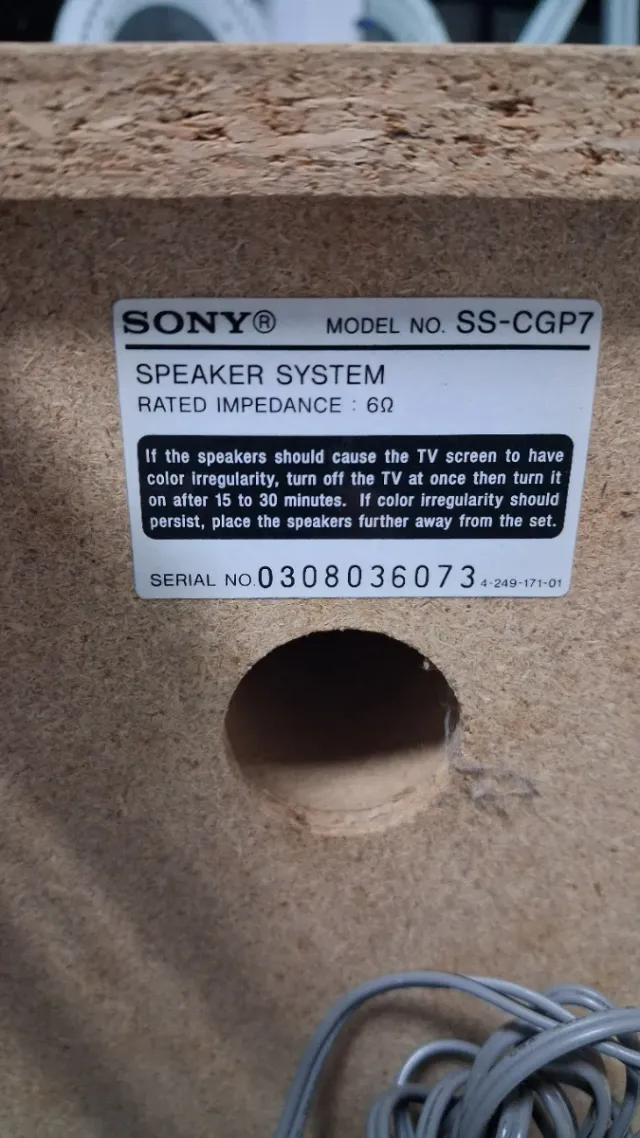 SONY® MODEL NO. SS-CGP7
SPEAKER SYSTEM
RATED IMPEDANCE : 6Ω
If the speakers should cause the TV screen to have
color irregularity, turn off the TV at once then turn it
on after 15 to 30 minutes. If color irregularity should
persist, place the speakers further away from the set.
SERIAL NO. 0308036073 4-249-171-01